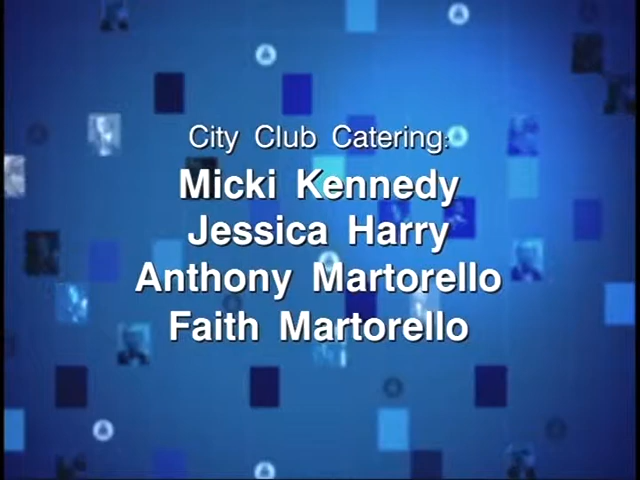 City Club Catering:
Micki Kennedy
Jessica Harry
Anthony Martorello
Faith Martorello